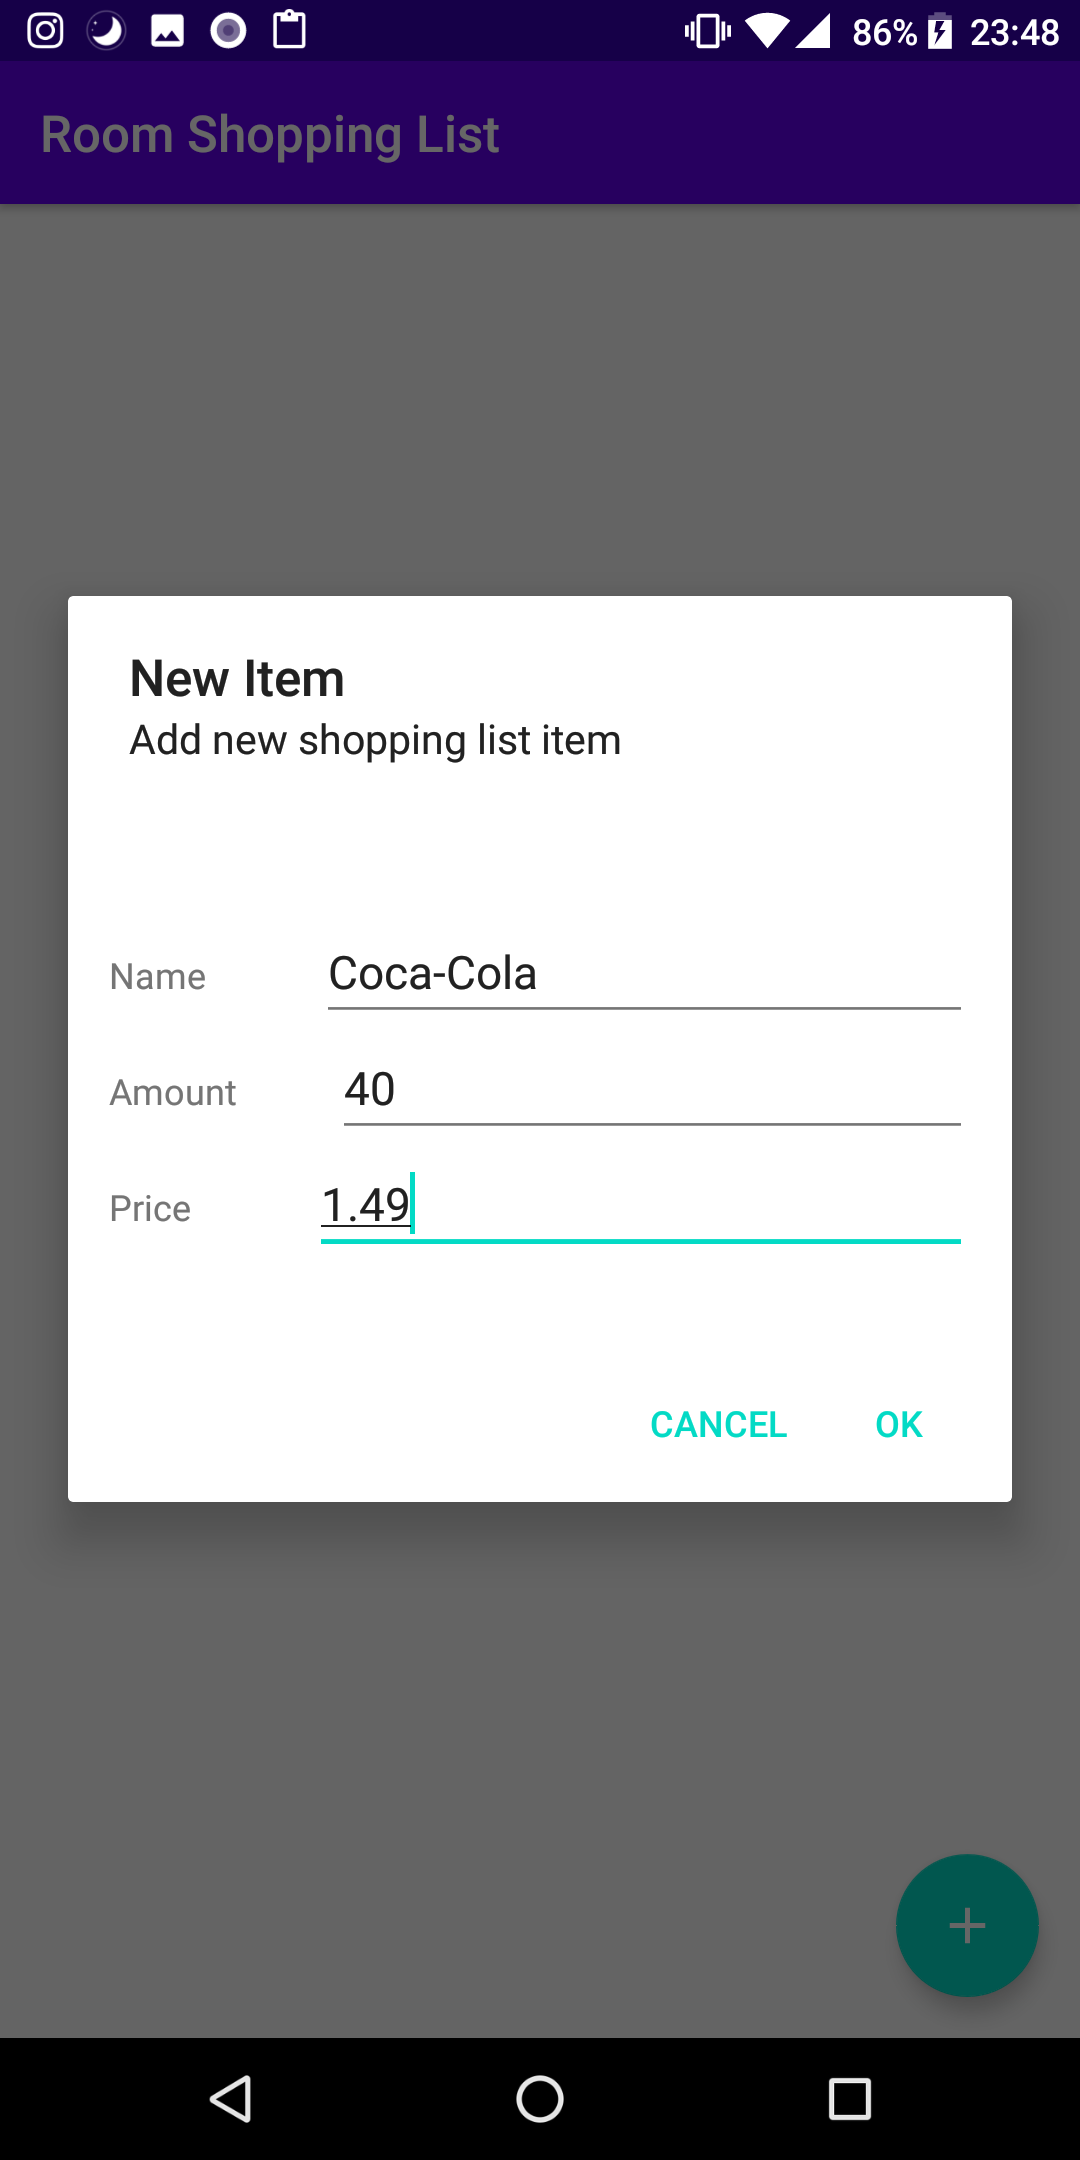 86% 23:48
Room Shopping List
New Item
Add new shopping list item
Name Coca-Cola
Amount 40
Price 1.49
CANCEL OK